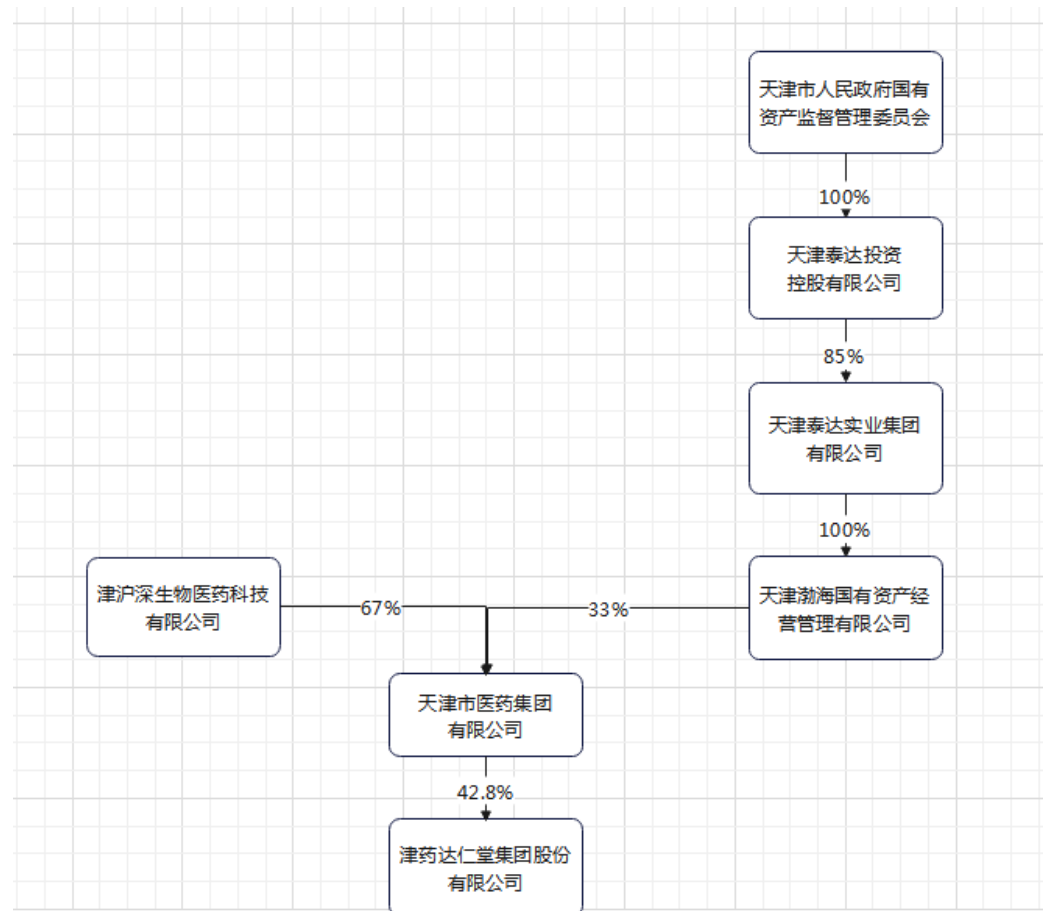 天津市人民政府国有
资产监督管理委员会
100%
天津泰达投资
控股有限公司
85%
天津泰达实业集团
有限公司
100%
津沪深生物医药科技
有限公司
67%
33%
天津渤海国有资产经
营管理有限公司
天津市医药集团
有限公司
42.8%
津药达仁堂集团股份
有限公司